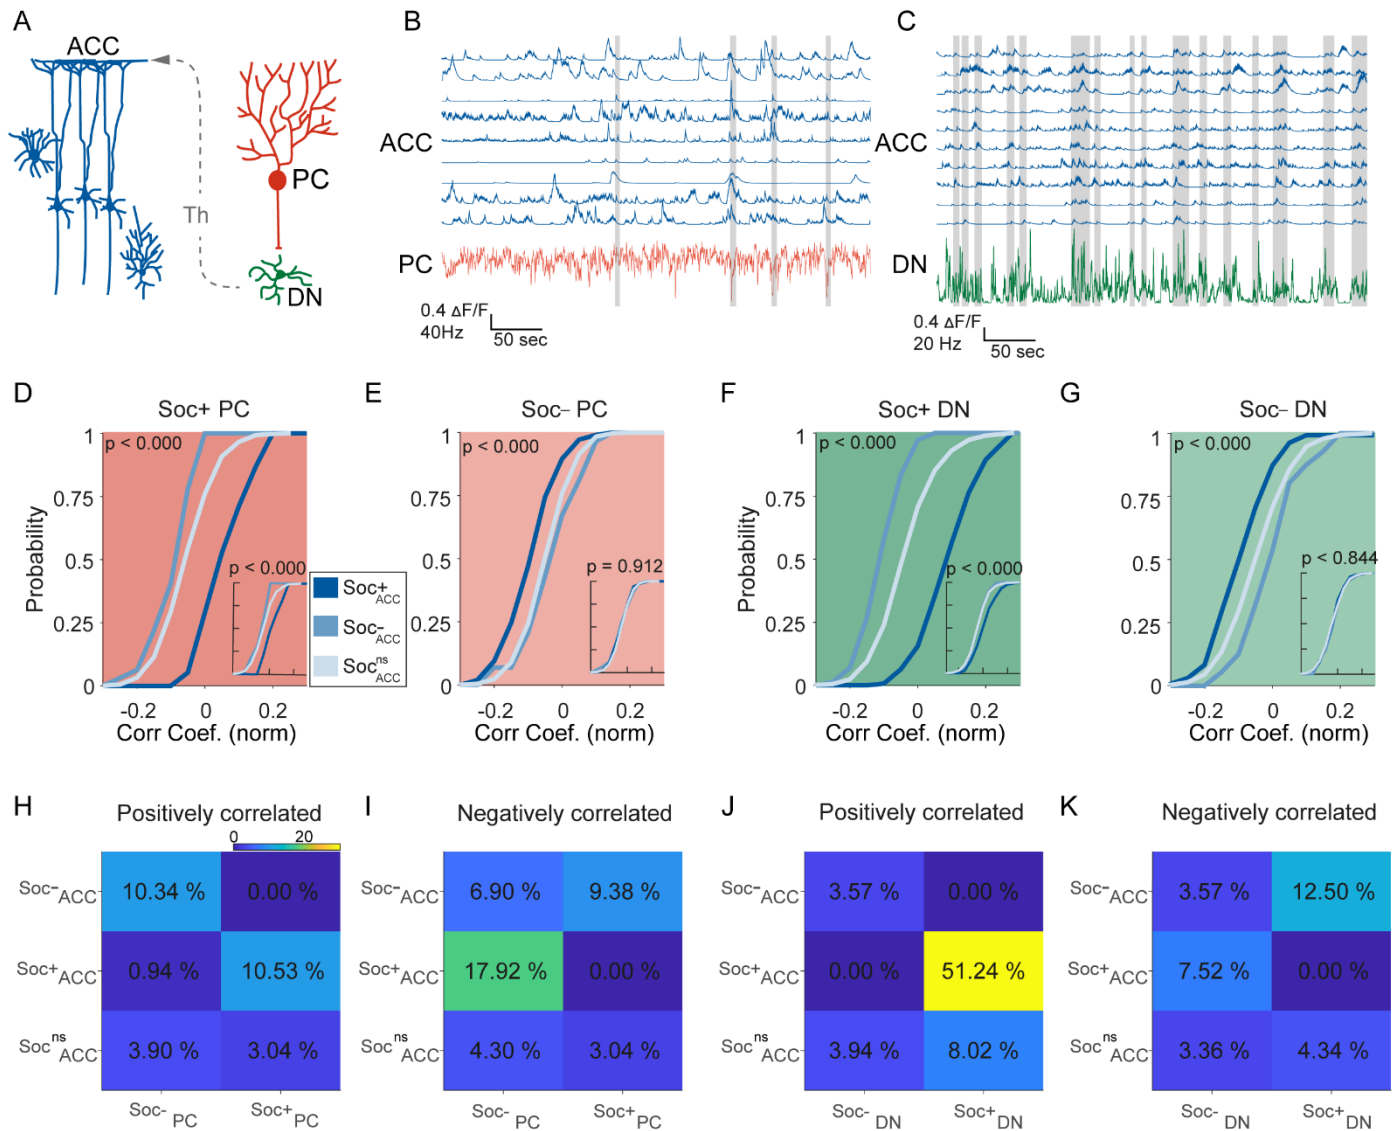 A
ACC
PC
Th
DN
B
ACC
PC
0.4 ΔF/F
40Hz
50 sec
C
ACC
DN
0.4 ΔF/F
20 Hz
50 sec
D
Soc+ PC
p < 0.000
1
0.75
0.5
0.25
0
Probability
-0.2
0
0.2
Corr Coef. (norm)
p < 0.000
Soc+ACC
Soc-ACC
SocnsACC
E
Soc– PC
p < 0.000
1
0.75
0.5
0.25
0
p = 0.912
-0.2
0
0.2
Corr Coef. (norm)
F
Soc+ DN
p < 0.000
1
0.75
0.5
0.25
0
Probability
p < 0.000
-0.2
0
0.2
Corr Coef. (norm)
G
Soc– DN
p < 0.000
1
0.75
0.5
0.25
0
p < 0.844
-0.2
0
0.2
Corr Coef. (norm)
H
Positively correlated
0
20
Soc-ACC
10.34 %
0.00 %
Soc+ACC
0.94 %
10.53 %
SocnsACC
3.90 %
3.04 %
Soc-PC
Soc+PC
I
Negatively correlated
Soc-ACC
6.90 %
9.38 %
Soc+ACC
17.92 %
0.00 %
SocnsACC
4.30 %
3.04 %
Soc-PC
Soc+PC
J
Positively correlated
Soc-ACC
3.57 %
0.00 %
Soc+ACC
0.00 %
51.24 %
SocnsACC
3.94 %
8.02 %
Soc-DN
Soc+DN
K
Negatively correlated
Soc-ACC
3.57 %
12.50 %
Soc+ACC
7.52 %
0.00 %
SocnsACC
3.36 %
4.34 %
Soc-DN
Soc+DN